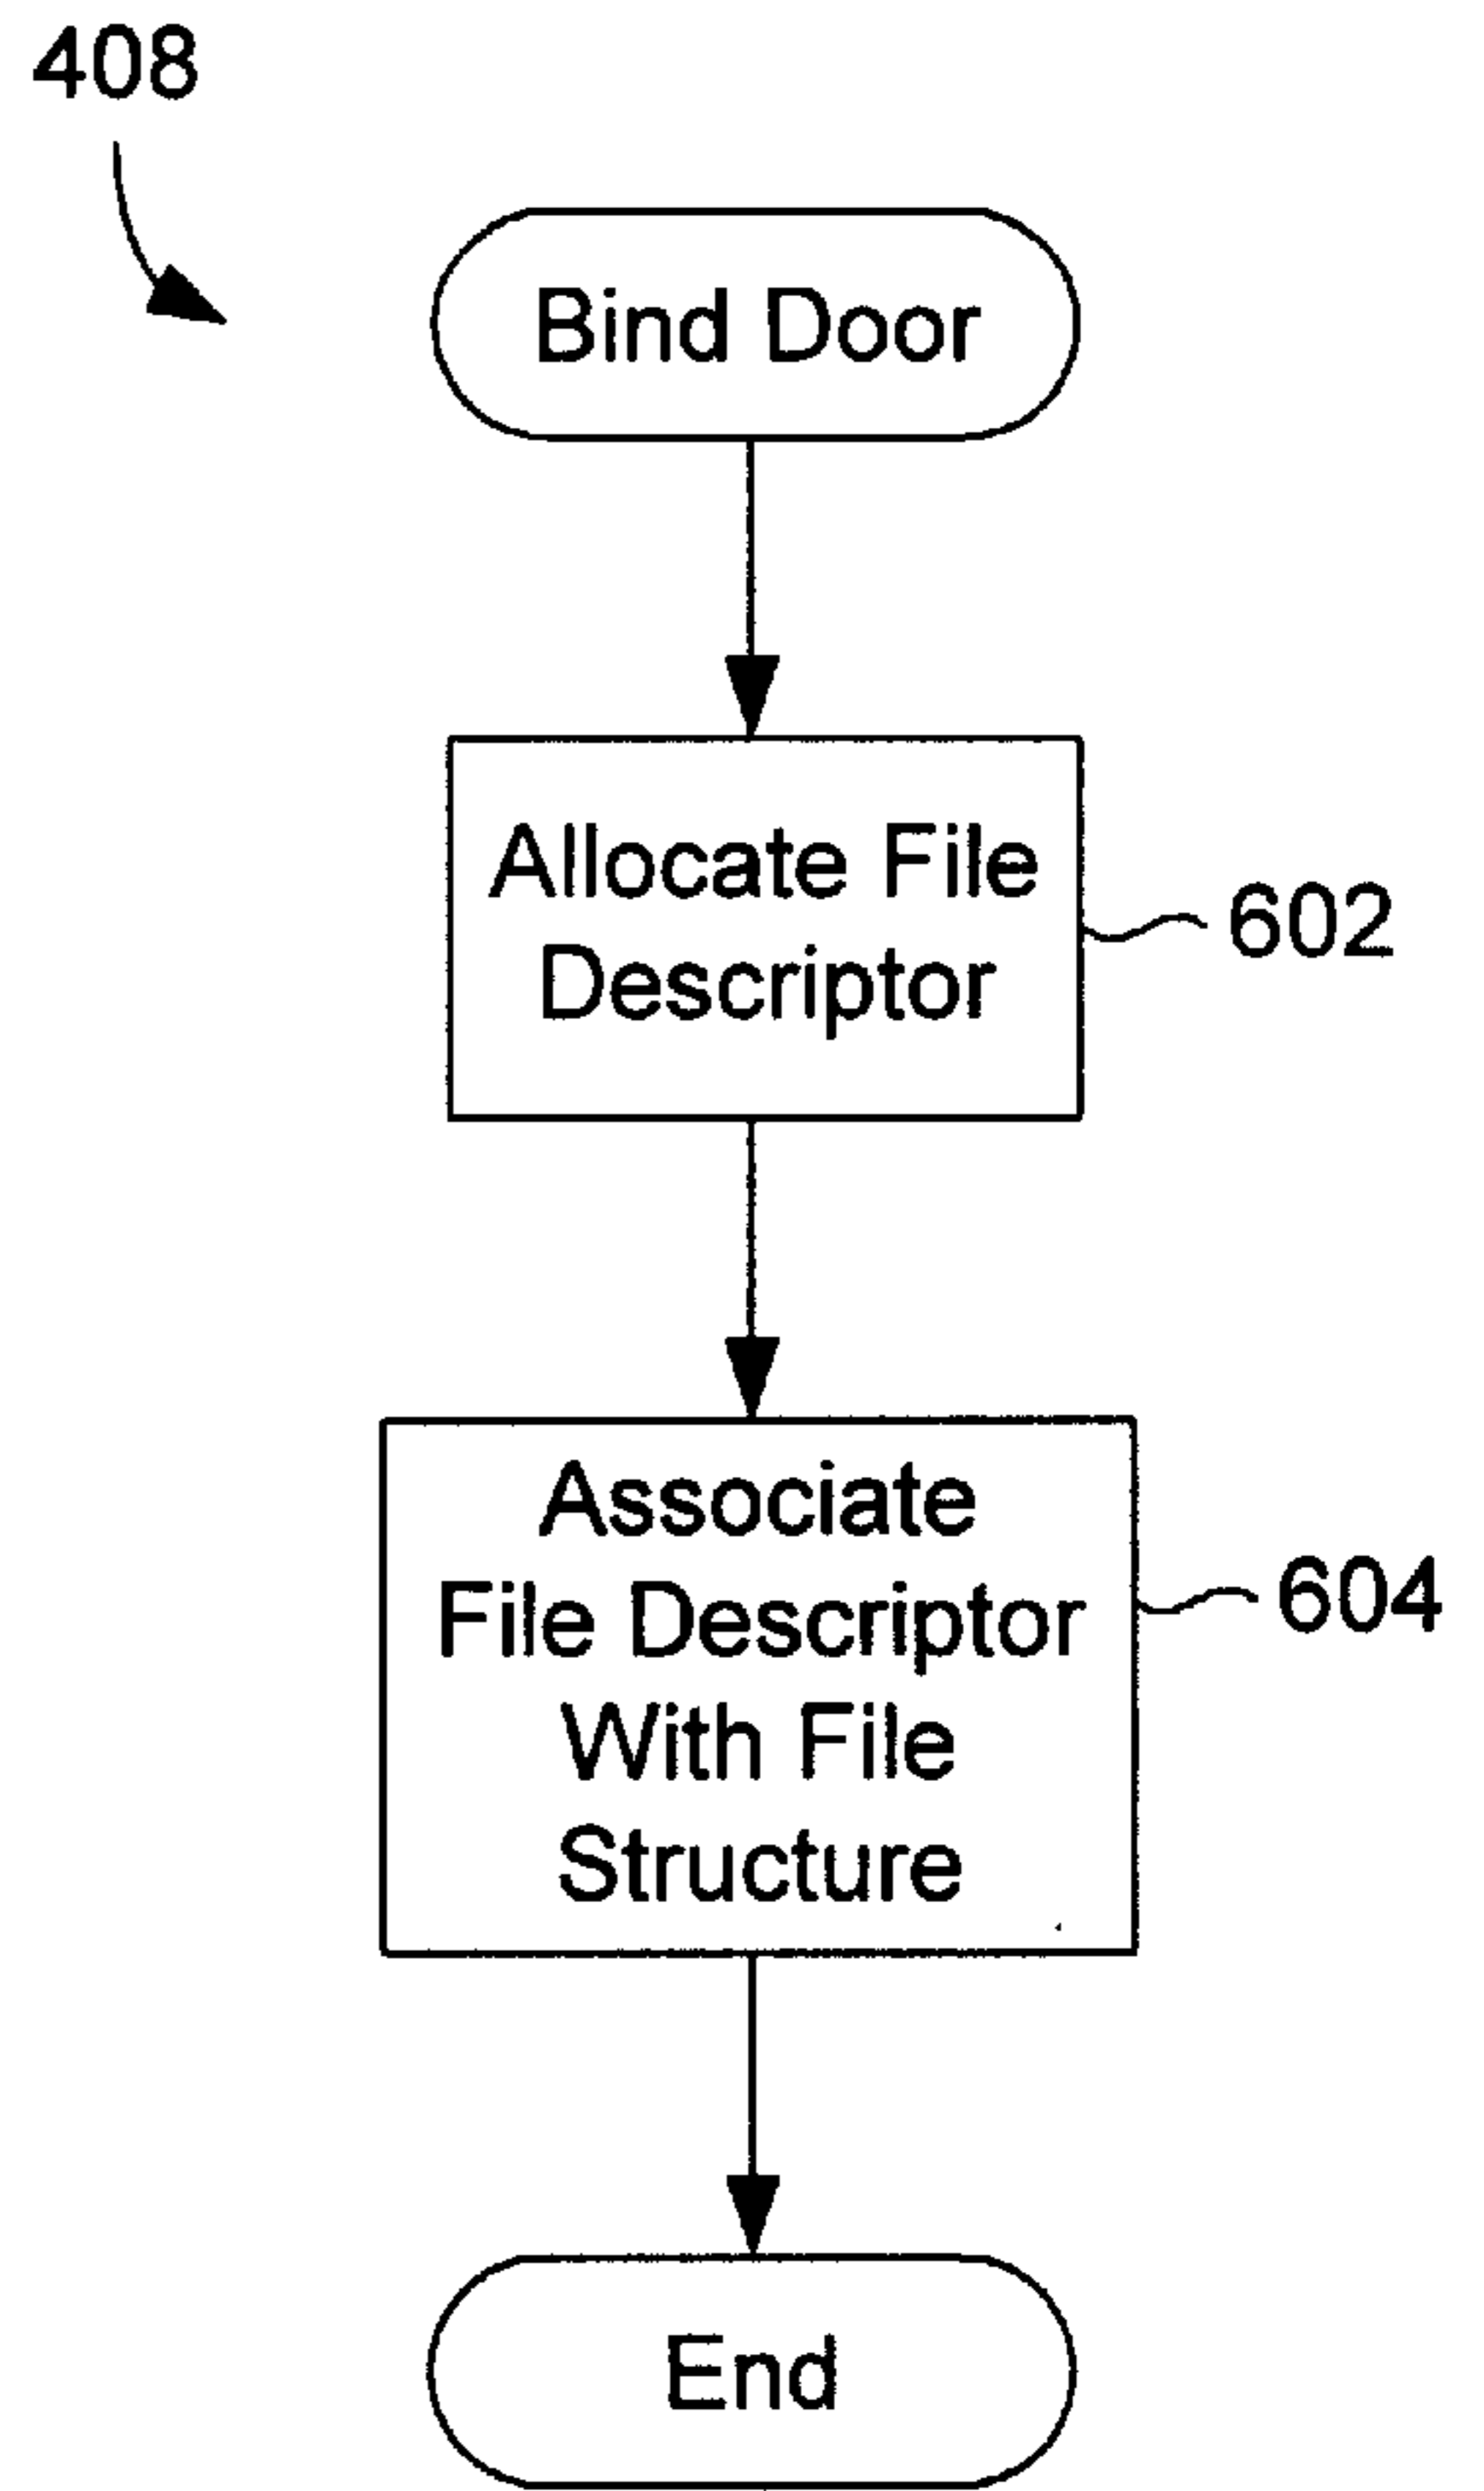 408
Bind Door
Allocate File
Descriptor
602
Associate
File Descriptor
With File
Structure
604
End